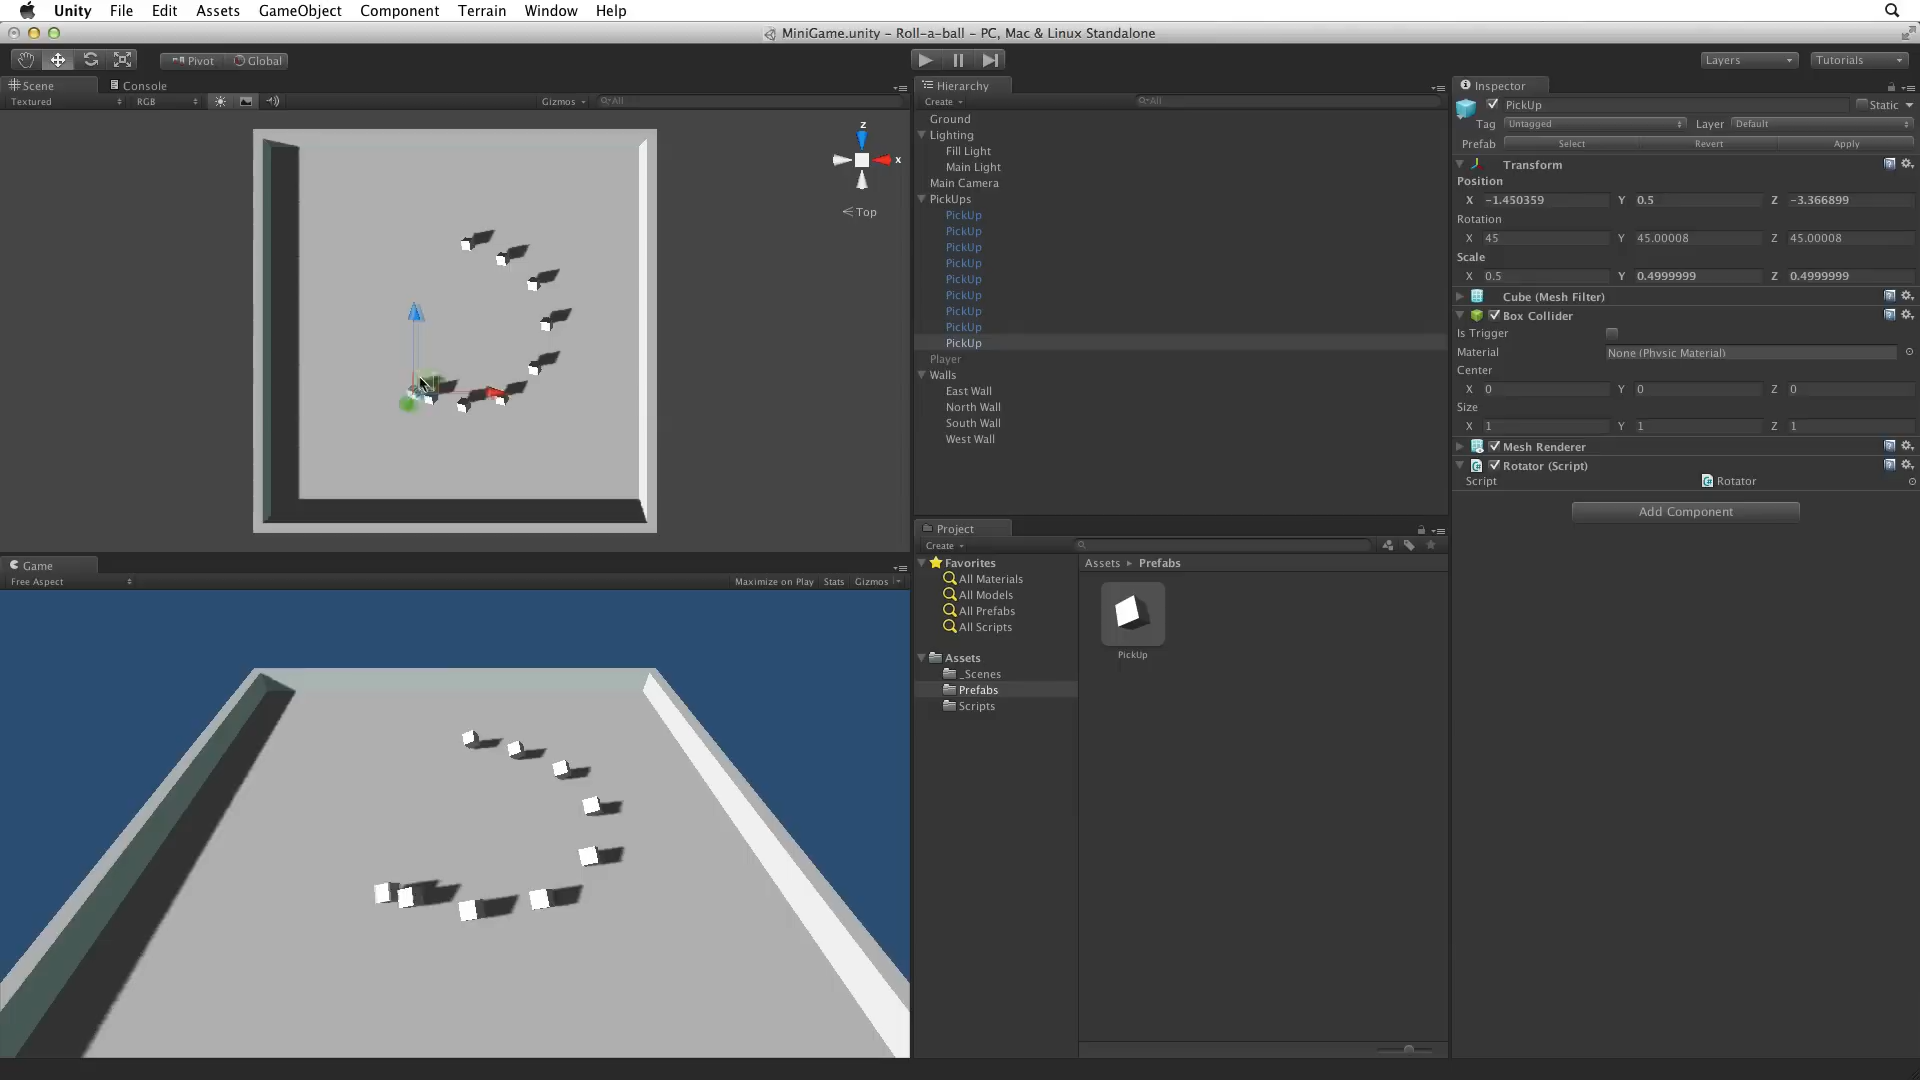 Unity File Edit Assets GameObject Component Terrain Window Help
MiniGame.unity - Roll-a-ball - PC, Mac & Linux Standalone
Pivot Global
Layers
Tutorials
Scene Console
Textured RGB Gizmos All
z
x
Top
Game
Free Aspect Maximize on Play Stats Gizmos
Hierarchy
Create All
Ground
Lighting
Fill Light
Main Light
Main Camera
PickUps
PickUp
PickUp
PickUp
PickUp
PickUp
PickUp
PickUp
PickUp
PickUp
Player
Walls
East Wall
North Wall
South Wall
West Wall
Project
Create
Favorites
All Materials
All Models
All Prefabs
All Scripts
Assets
_Scenes
Prefabs
Scripts
Assets Prefabs
PickUp
Inspector
PickUp Static
Tag Untagged Layer Default
Prefab Select Revert Apply
Transform
Position
X -1.450359 Y 0.5 Z -3.366899
Rotation
X 45 Y 45.00008 Z 45.00008
Scale
X 0.5 Y 0.4999999 Z 0.4999999
Cube (Mesh Filter)
Box Collider
Is Trigger
Material None (Physic Material)
Center
X 0 Y 0 Z 0
Size
X 1 Y 1 Z 1
Mesh Renderer
Rotator (Script)
Script Rotator
Add Component